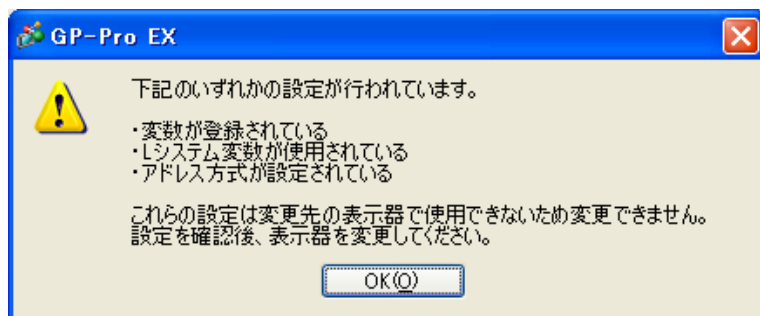 GP-Pro EX
下記のいずれかの設定が行われています。
・変数が登録されている
・Lシステム変数が使用されている
・アドレス方式が設定されている
これらの設定は変更先の表示器で使用できないため変更できません。
設定を確認後、表示器を変更してください。
OK(O)